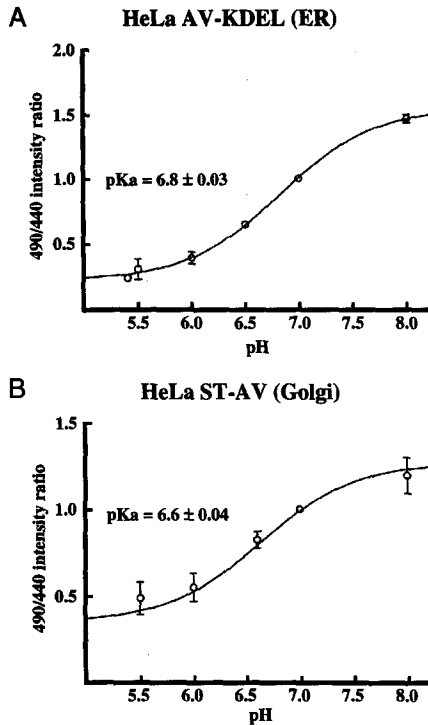 A
HeLa AV-KDEL (ER)
2.0
1.5
1.0
0.5
490/440 intensity ratio
pKa = 6.8 ± 0.03
5.5 6.0 6.5 7.0 7.5 8.0
pH
B
HeLa ST-AV (Golgi)
1.5
1.0
0.5
490/440 intensity ratio
pKa = 6.6 ± 0.04
5.5 6.0 6.5 7.0 7.5 8.0
pH